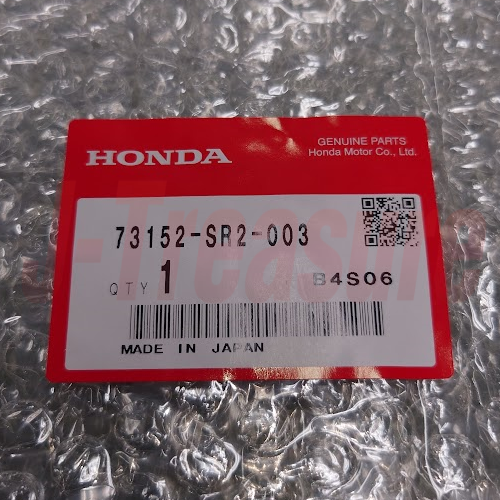 HONDA
GENUINE PARTS
Honda Motor Co., Ltd.
73152-SR2-003
QTY 1
B4S06
MADE IN JAPAN